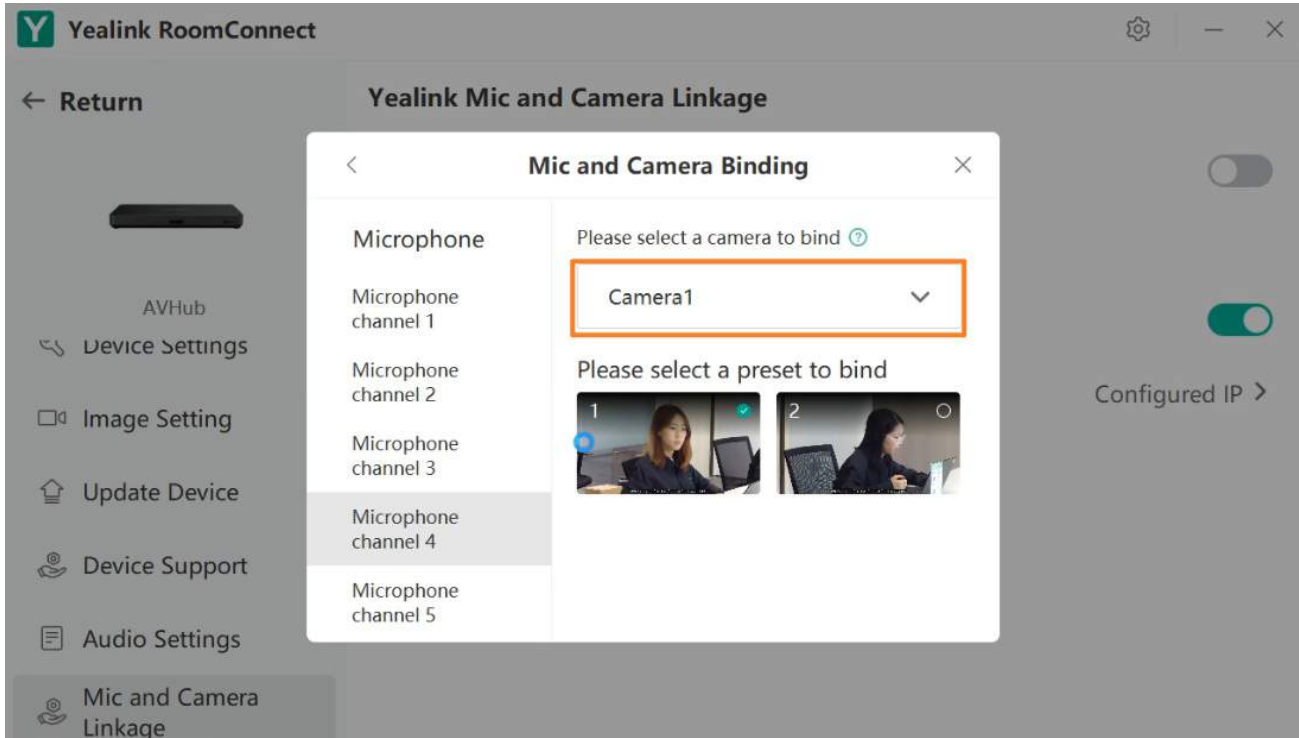 Y Yealink RoomConnect
← Return
Yealink Mic and Camera Linkage
AVHub
Device Settings
Image Setting
Update Device
Device Support
Audio Settings
Mic and Camera
Linkage
Mic and Camera Binding
Microphone
Microphone
channel 1
Microphone
channel 2
Microphone
channel 3
Microphone
channel 4
Microphone
channel 5
Please select a camera to bind ?
Camera1
Please select a preset to bind
1
2
Configured IP >